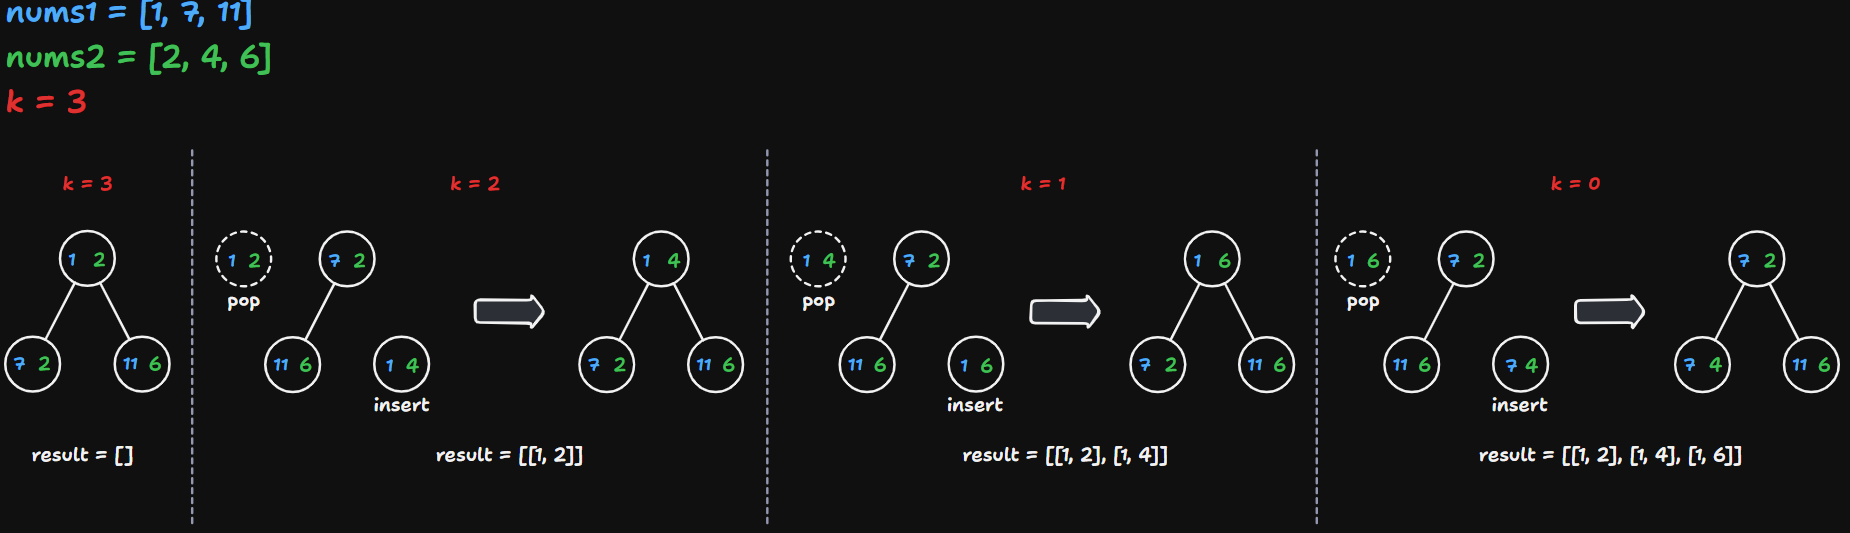 nums1 = [1, 7, 11]
nums2 = [2, 4, 6]
k = 3
k = 3
1 2
7 2
11 6
result = []
k = 2
1 2
pop
7 2
11 6
1 4
insert
1 4
7 2
11 6
result = [[1, 2]]
k = 1
1 4
pop
7 2
11 6
1 6
insert
1 6
7 2
11 6
result = [[1, 2], [1, 4]]
k = 0
1 6
pop
7 2
11 6
7 4
insert
7 2
7 4
11 6
result = [[1, 2], [1, 4], [1, 6]]